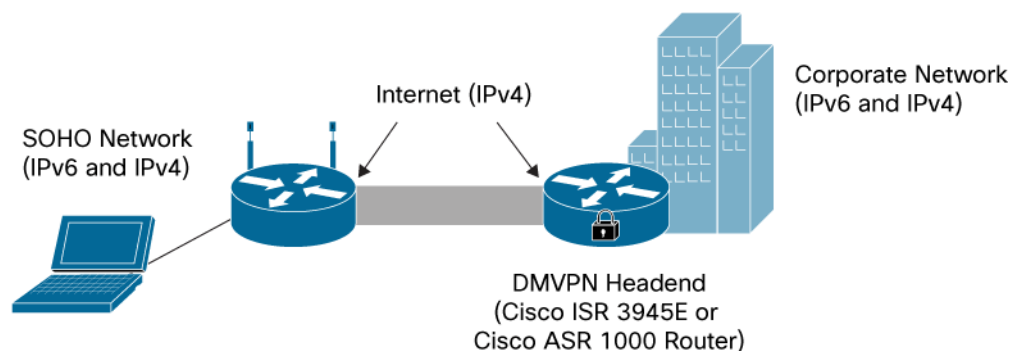 Internet (IPv4)
Corporate Network
(IPv6 and IPv4)
SOHO Network
(IPv6 and IPv4)
DMVPN Headend
(Cisco ISR 3945E or
Cisco ASR 1000 Router)